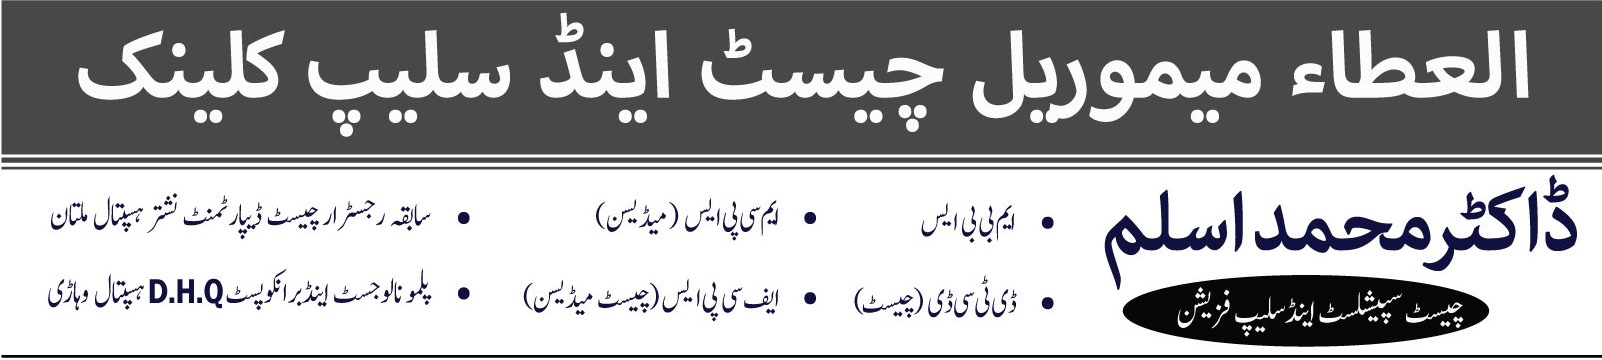 العطاء میموریل چیسٹ اینڈ سلیپ کلینک
ڈاکٹر محمد اسلم
چیسٹ سپیشلسٹ اینڈ سلیپ فزیشن
• ایم بی بی ایس
• ڈی ٹی سی ڈی (چیسٹ)
• ایم سی پی ایس (میڈیسن)
• ایف سی پی ایس (چیسٹ میڈیسن)
• سابقہ رجسٹرار چیسٹ ڈیپارٹمنٹ نشتر ہسپتال ملتان
• پلمونالوجسٹ اینڈ برانکوپسٹ D.H.Q ہسپتال وہاڑی